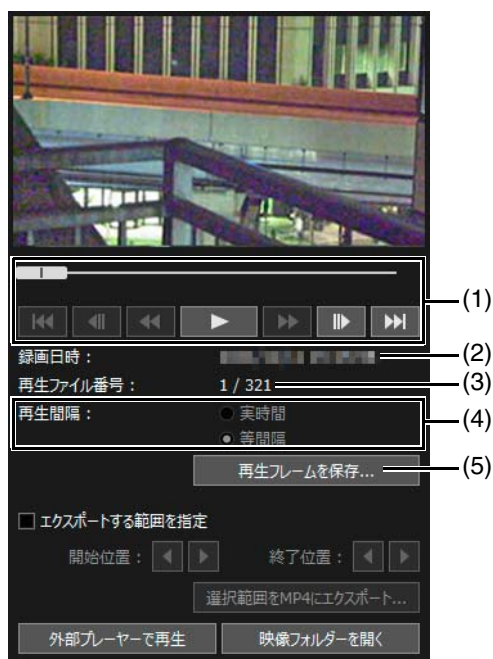 (1)
録画日時：
(2)
再生ファイル番号：
1 / 321
(3)
再生間隔：
実時間
等間隔
(4)
再生フレームを保存...
(5)
エクスポートする範囲を指定
開始位置：
終了位置：
選択範囲をMP4にエクスポート...
外部プレーヤーで再生
映像フォルダーを開く